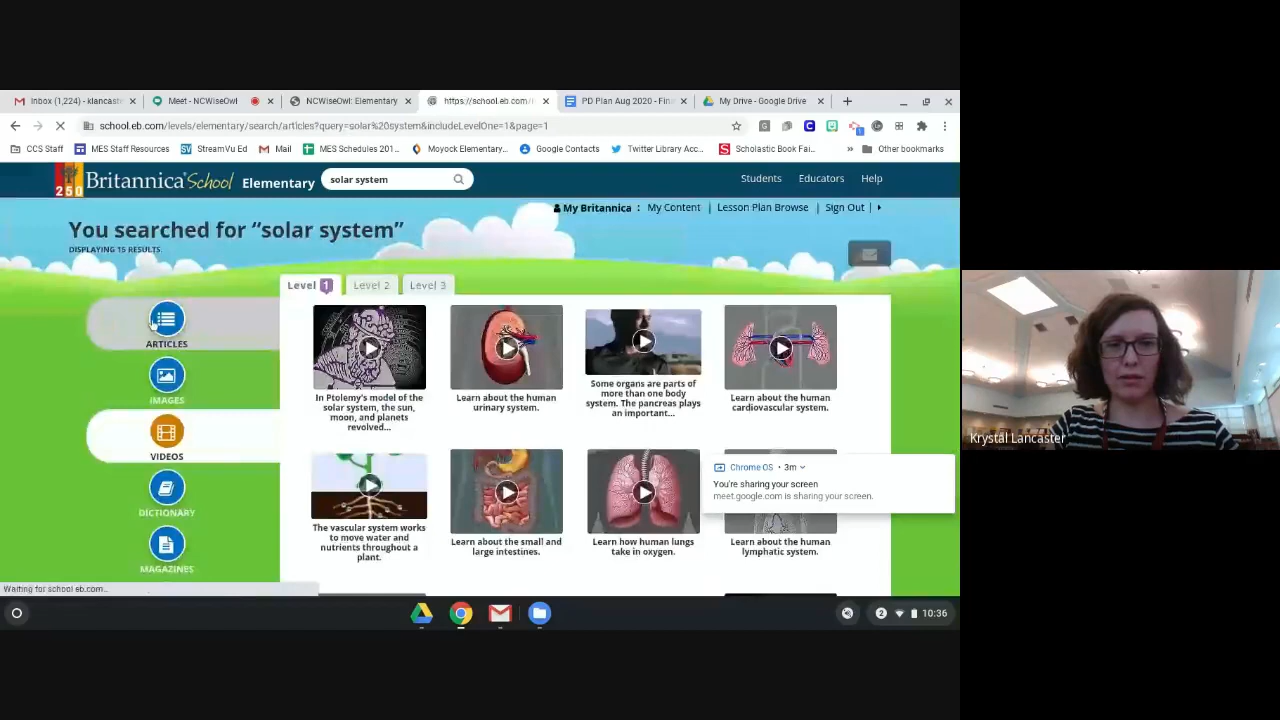 Inbox (1,224) - klancast
Meet - NCWiseOwl
NCWiseOwl: Elementary
https://school.eb.com/l
PD Plan Aug 2020 - Fin
My Drive - Google Drive
school.eb.com/levels/elementary/search/articles?query=solar%20system&includeLevelOne=1&page=1
CCS Staff
MES Staff Resources
SV StreamVu Ed
Mail
MES Schedules 201...
Moyock Elementary...
Google Contacts
Twitter Library Acc...
Scholastic Book Fai...
» Other bookmarks
250 Britannica School Elementary
solar system
Students Educators Help
My Britannica : My Content | Lesson Plan Browse | Sign Out |
You searched for “solar system”
DISPLAYING 15 RESULTS.
Level 1 Level 2 Level 3
ARTICLES
IMAGES
VIDEOS
DICTIONARY
MAGAZINES
In Ptolemy's model of the
solar system, the sun,
moon, and planets
revolved...
Learn about the human
urinary system.
Some organs are parts of
more than one body
system. The pancreas plays
an important...
Learn about the human
cardiovascular system.
The vascular system works
to move water and
nutrients throughout a
plant.
Learn about the small and
large intestines.
Learn how human lungs
take in oxygen.
Learn about the human
lymphatic system.
Chrome OS • 3m
You're sharing your screen
meet.google.com is sharing your screen.
Waiting for school.eb.com...
2 10:36
Krystal Lancaster